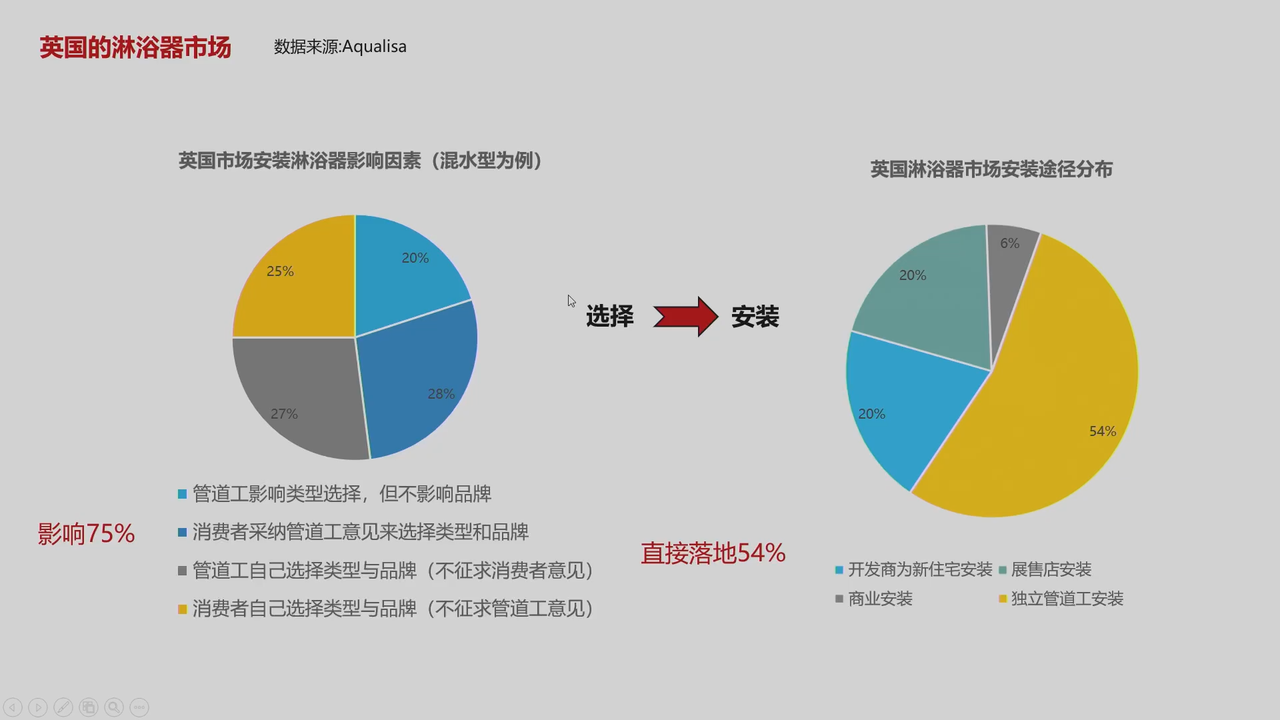 英国的淋浴器市场
数据来源:Aqualisa
英国市场安装淋浴器影响因素（混水型为例）
20%
28%
27%
25%
管道工影响类型选择，但不影响品牌
消费者采纳管道工意见来选择类型和品牌
管道工自己选择类型与品牌（不征求消费者意见）
消费者自己选择类型与品牌（不征求管道工意见）
影响75%
选择
安装
英国淋浴器市场安装途径分布
6%
20%
20%
54%
直接落地54%
开发商为新住宅安装
展售店安装
商业安装
独立管道工安装